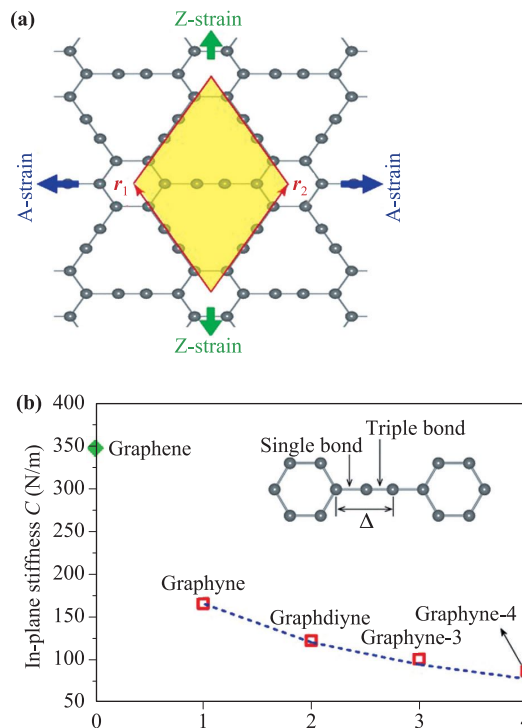 (a)
Z-strain
A-strain
r1
r2
A-strain
Z-strain
(b)
In-plane stiffness C (N/m)
400
350
300
250
200
150
100
50
Graphene
Single bond
Triple bond
Δ
Graphyne
Graphdiyne
Graphyne-3
Graphyne-4
0
1
2
3